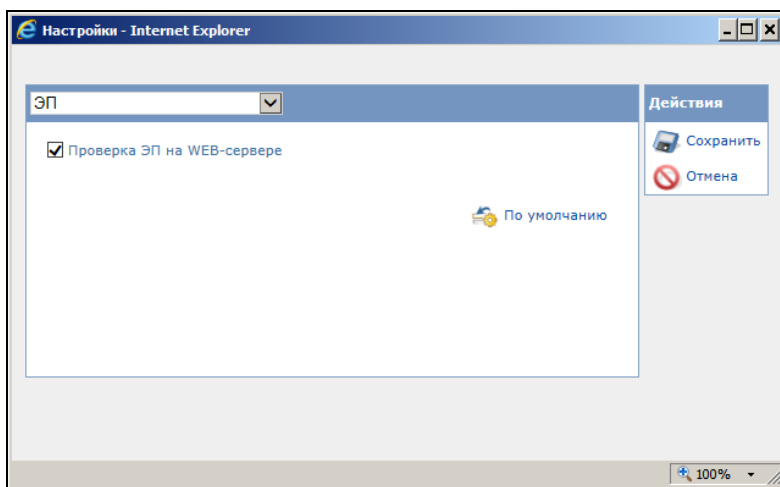 Настройки - Internet Explorer
ЭП
Действия
Проверка ЭП на WEB-сервере
Сохранить
Отмена
По умолчанию
100%